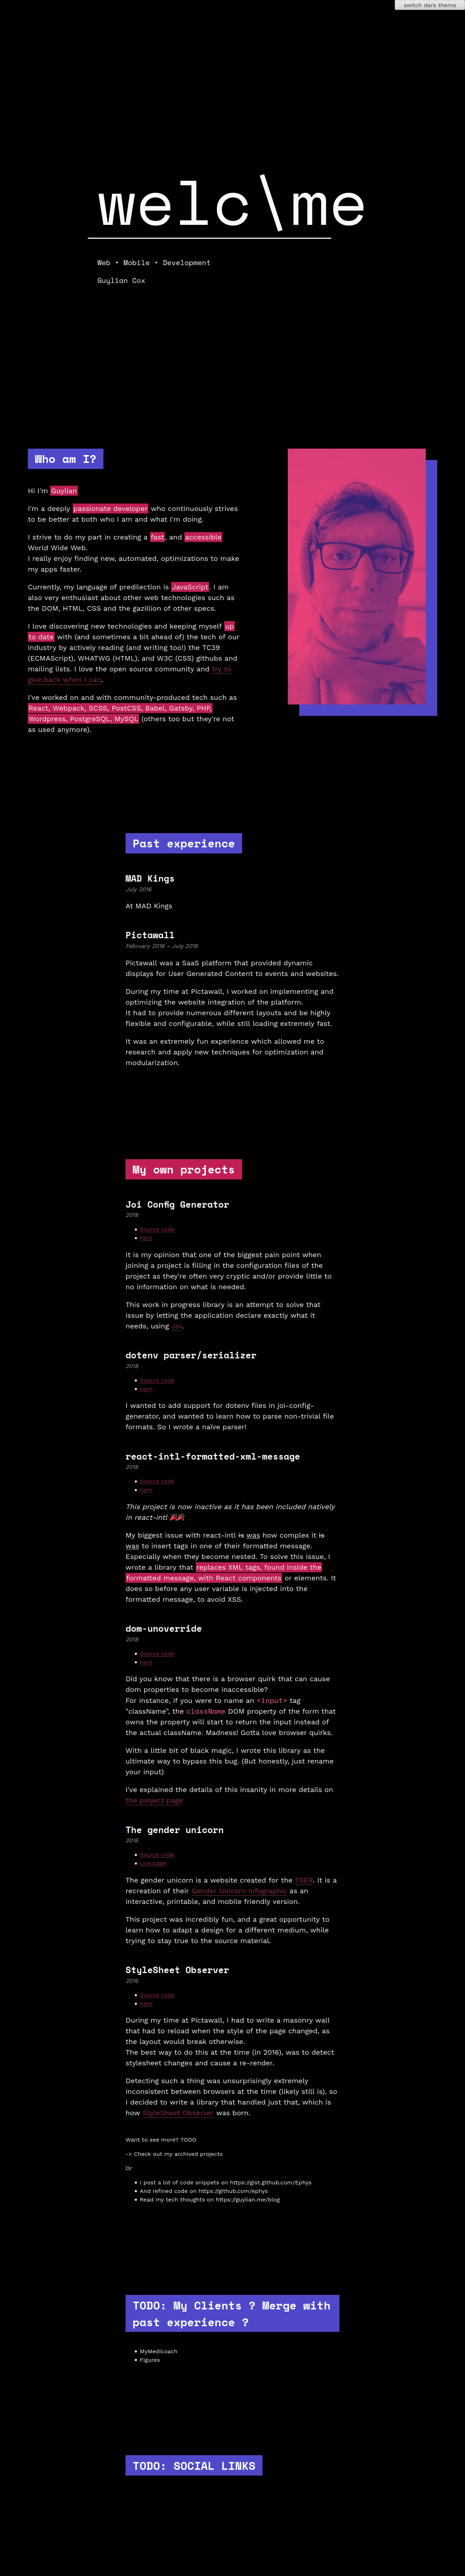 switch dark theme
welc\me
Web • Mobile • Development
Guylian Cox
Who am I?
Hi I'm Guylian
I'm a deeply passionate developer who continuously strives
to be better at both who I am and what I'm doing.
I strive to do my part in creating a fast, and accessible
World Wide Web.
I really enjoy finding new, automated, optimizations to make
my apps faster.
Currently, my language of predilection is JavaScript. I am
also very enthusiast about other web technologies such as
the DOM, HTML, CSS and the gazillion of other specs.
I love discovering new technologies and keeping myself up
to date with (and sometimes a bit ahead of) the tech of our
industry by actively reading (and writing too!) the TC39
(ECMAScript), WHATWG (HTML), and W3C (CSS) githubs and
mailing lists. I love the open source community and try to
give back when I can.
I've worked on and with community-produced tech such as
React, Webpack, SCSS, PostCSS, Babel, Gatsby, PHP,
Wordpress, PostgreSQL, MySQL (others too but they're not
as used anymore).
Past experience
MAD Kings
July 2016
At MAD Kings
Pictawall
February 2016 – July 2016
Pictawall was a SaaS platform that provided dynamic
displays for User Generated Content to events and websites.
During my time at Pictawall, I worked on implementing and
optimizing the website integration of the platform.
It had to provide numerous different layouts and be highly
flexible and configurable, while still loading extremely fast.
It was an extremely fun experience which allowed me to
research and apply new techniques for optimization and
modularization.
My own projects
Joi Config Generator
2018
• Source code
• npm
It is my opinion that one of the biggest pain point when
joining a project is filling in the configuration files of the
project as they're often very cryptic and/or provide little to
no information on what is needed.
This work in progress library is an attempt to solve that
issue by letting the application declare exactly what it
needs, using Joi.
dotenv parser/serializer
2018
• Source code
• npm
I wanted to add support for dotenv files in joi-config-
generator, and wanted to learn how to parse non-trivial file
formats. So I wrote a naïve parser!
react-intl-formatted-xml-message
2018
• Source code
• npm
This project is now inactive as it has been included natively
in react-intl 🎉🎉
My biggest issue with react-intl is was how complex it is
was to insert tags in one of their formatted message.
Especially when they become nested. To solve this issue, I
wrote a library that replaces XML tags, found inside the
formatted message, with React components or elements. It
does so before any user variable is injected into the
formatted message, to avoid XSS.
dom-unoverride
2018
• Source code
• npm
Did you know that there is a browser quirk that can cause
dom properties to become inaccessible?
For instance, if you were to name an <input> tag
"className", the className DOM property of the form that
owns the property will start to return the input instead of
the actual className. Madness! Gotta love browser quirks.
With a little bit of black magic, I wrote this library as the
ultimate way to bypass this bug. (But honestly, just rename
your input)
I've explained the details of this insanity in more details on
the project page
The gender unicorn
2016
• Source code
• Live page
The gender unicorn is a website created for the TSER. It is a
recreation of their Gender Unicorn infographic as an
interactive, printable, and mobile friendly version.
This project was incredibly fun, and a great opportunity to
learn how to adapt a design for a different medium, while
trying to stay true to the source material.
StyleSheet Observer
2016
• Source code
• npm
During my time at Pictawall, I had to write a masonry wall
that had to reload when the style of the page changed, as
the layout would break otherwise.
The best way to do this at the time (in 2016), was to detect
stylesheet changes and cause a re-render.
Detecting such a thing was unsurprisingly extremely
inconsistent between browsers at the time (likely still is), so
I decided to write a library that handled just that, which is
how StyleSheet Observer was born.
Want to see more? TODO
-> Check out my archived projects
Or
• I post a lot of code snippets on https://gist.github.com/Ephys
• And refined code on https://github.com/ephys
• Read my tech thoughts on https://guylian.me/blog
TODO: My Clients ? Merge with
past experience ?
• MyMedicoach
• Figures
TODO: SOCIAL LINKS